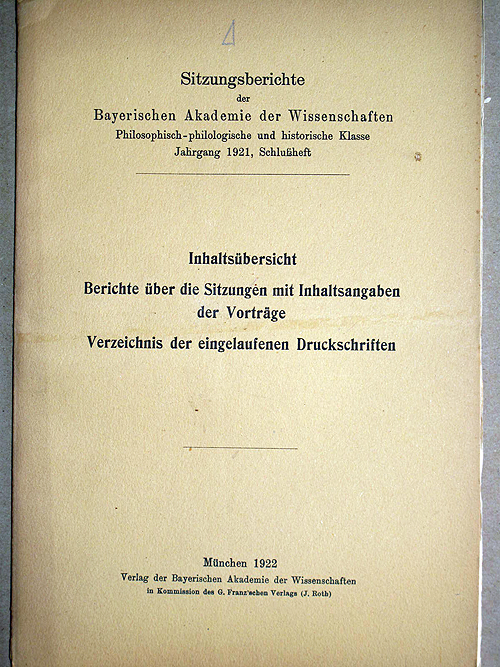 Sitzungsberichte
der
Bayerischen Akademie der Wissenschaften
Philosophisch-philologische und historische Klasse
Jahrgang 1921, Schlußheft
Inhaltsübersicht
Berichte über die Sitzungen mit Inhaltsangaben
der Vorträge
Verzeichnis der eingelaufenen Druckschriften
München 1922
Verlag der Bayerischen Akademie der Wissenschaften
in Kommission des G. Franz'schen Verlags (J. Roth)